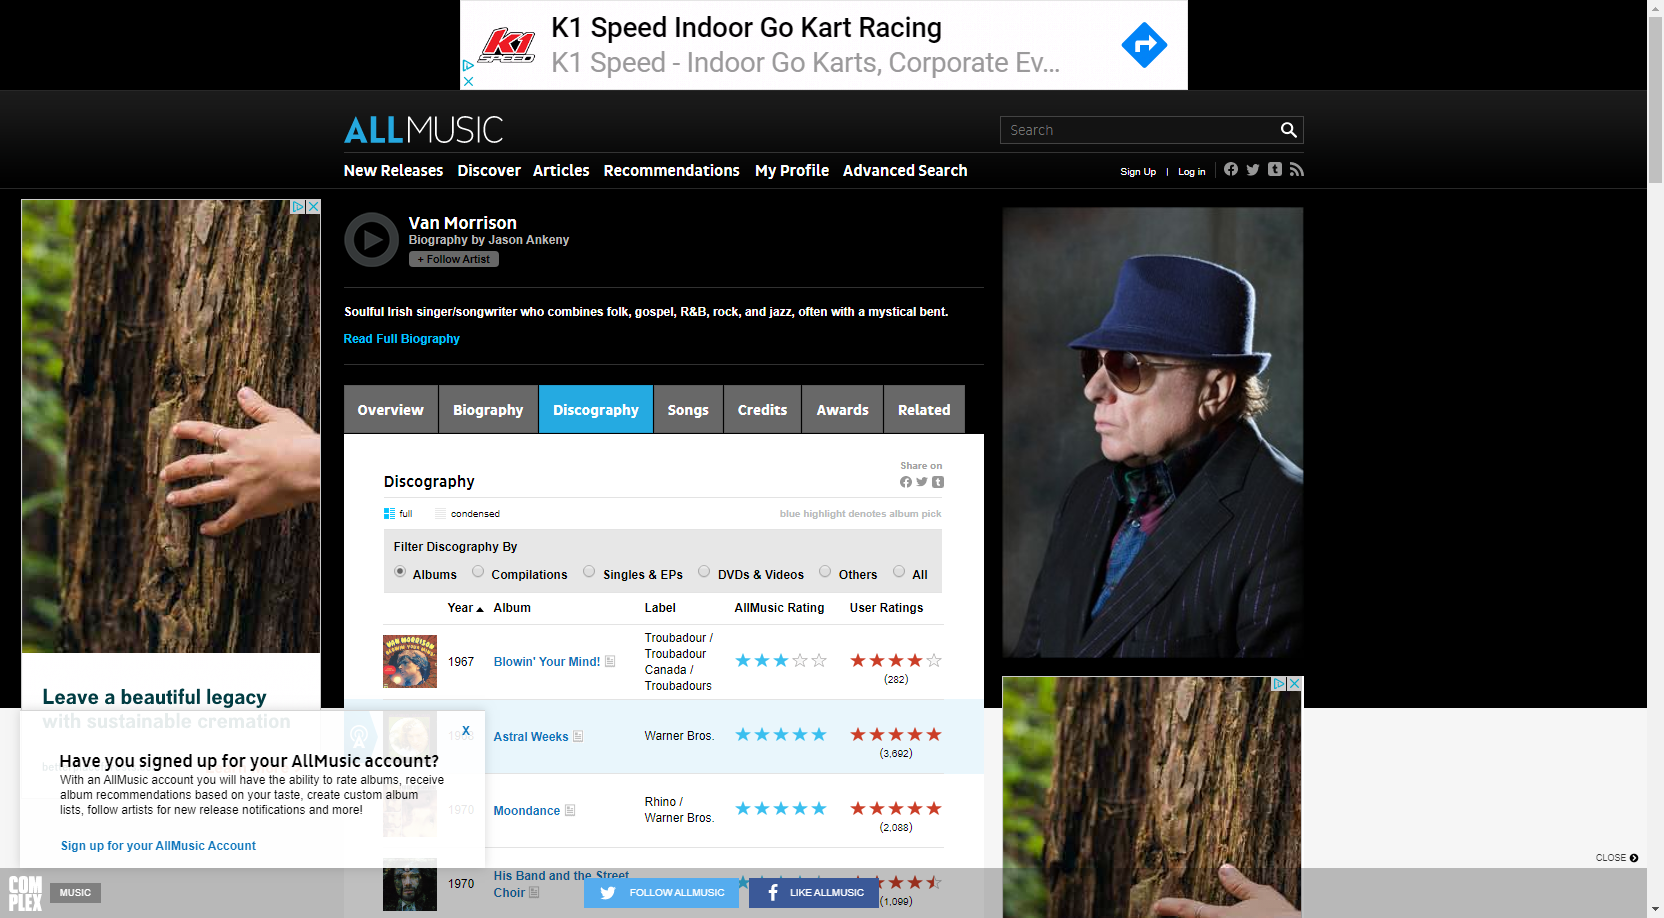 K1 Speed Indoor Go Kart Racing
K1 SPEED
K1 Speed - Indoor Go Karts, Corporate Ev...
ALLMUSIC
Search
New Releases Discover Articles Recommendations My Profile Advanced Search
Sign Up | Log in
Van Morrison
Biography by Jason Ankeny
+ Follow Artist
Soulful Irish singer/songwriter who combines folk, gospel, R&B, rock, and jazz, often with a mystical bent.
Read Full Biography
Overview Biography Discography Songs Credits Awards Related
Share on
Discography
full condensed
blue highlight denotes album pick
Filter Discography By
Albums Compilations Singles & EPs DVDs & Videos Others All
Year Album Label AllMusic Rating User Ratings
VAN MORRISON
BLOWIN' YOUR MIND!
1967 Blowin' Your Mind!
Troubadour /
Troubadour
Canada /
Troubadours
(282)
Astral Weeks Warner Bros.
(3,692)
1970 Moondance
Rhino /
Warner Bros.
(2,088)
1970 His Band and the Street
Choir
(1,099)
Leave a beautiful legacy
with sustainable cremation
X
Have you signed up for your AllMusic account?
With an AllMusic account you will have the ability to rate albums, receive
album recommendations based on your taste, create custom album
lists, follow artists for new release notifications and more!
Sign up for your AllMusic Account
CLOSE
COMPLEX
MUSIC
FOLLOW ALLMUSIC
LIKE ALLMUSIC